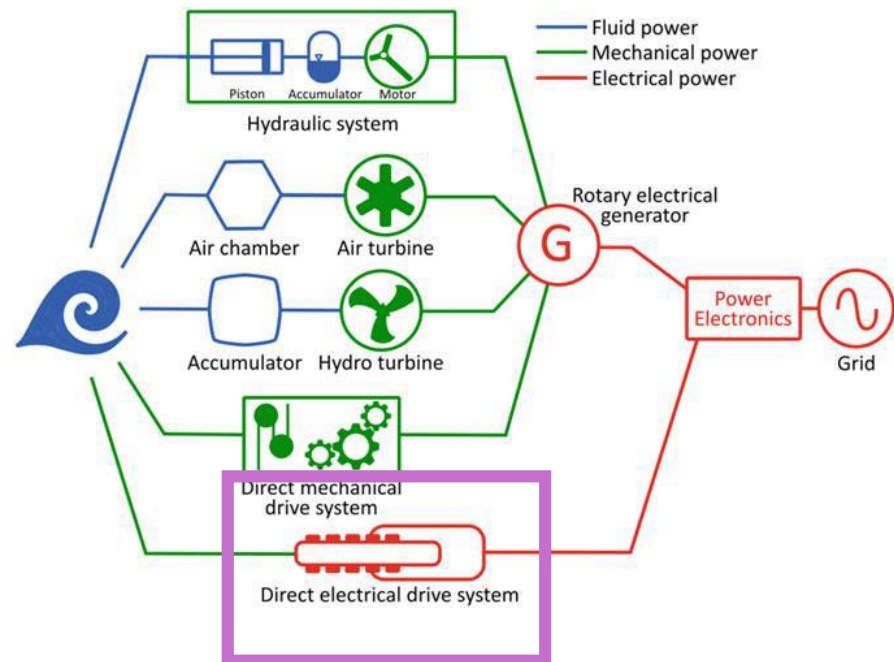 Fluid power
Mechanical power
Electrical power
Piston
Accumulator
Motor
Hydraulic system
Rotary electrical
generator
Air chamber
Air turbine
G
Power
Electronics
Accumulator
Hydro turbine
Grid
Direct mechanical
drive system
Direct electrical drive system